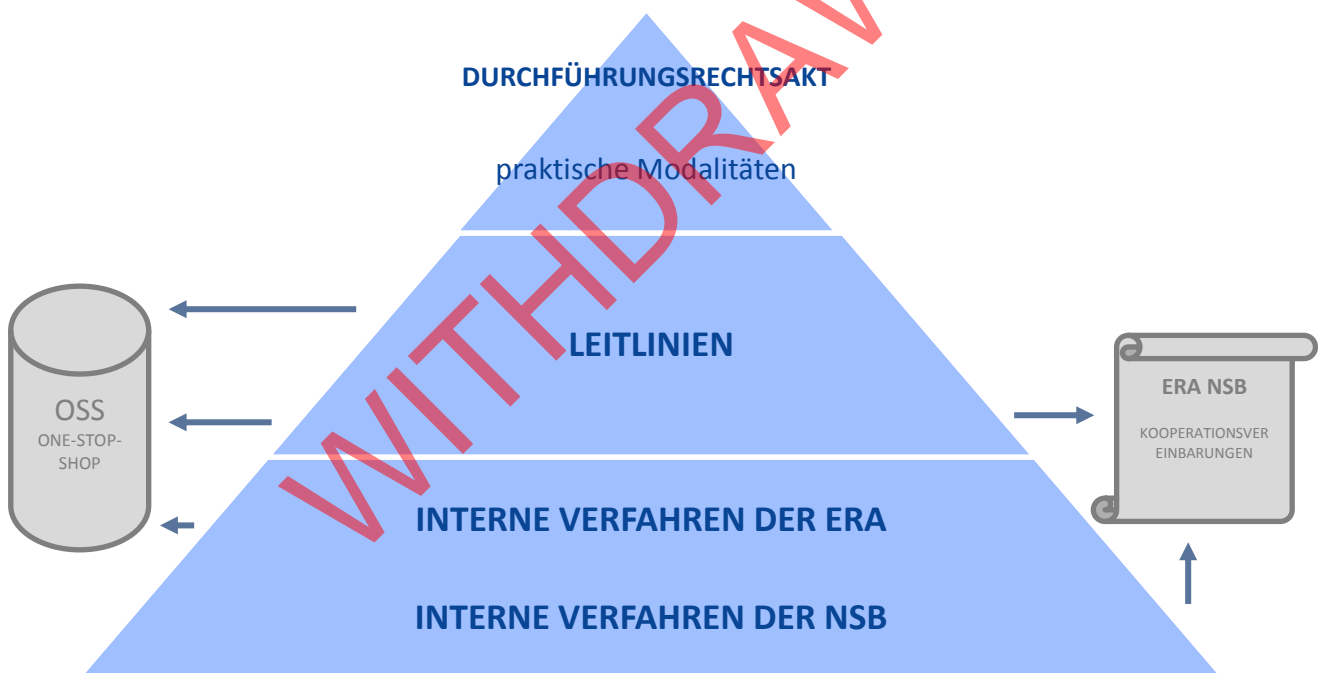 DURCHFÜHRUNGSRECHTSAKT
praktische Modalitäten
LEITLINIEN
OSS
ONE-STOP-
SHOP
ERA NSB
KOOPERATIONSVER
EINBARUNGEN
INTERNE VERFAHREN DER ERA
INTERNE VERFAHREN DER NSB
WITHDRAW